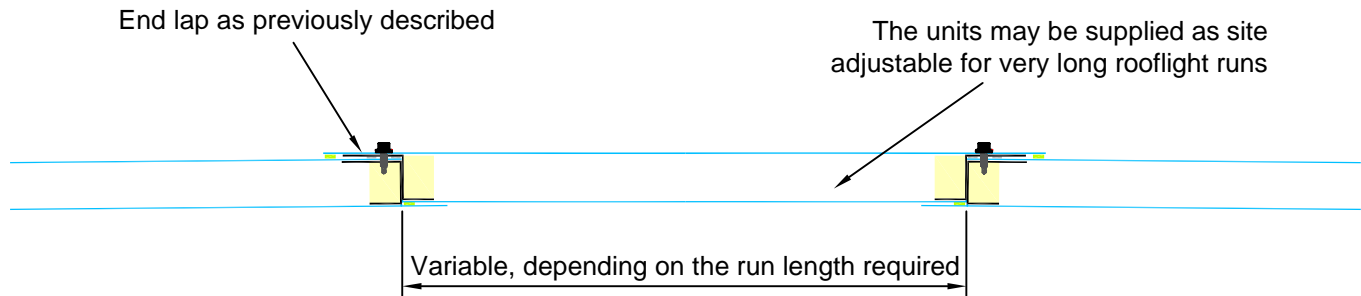 End lap as previously described
The units may be supplied as site
adjustable for very long rooflight runs
Variable, depending on the run length required